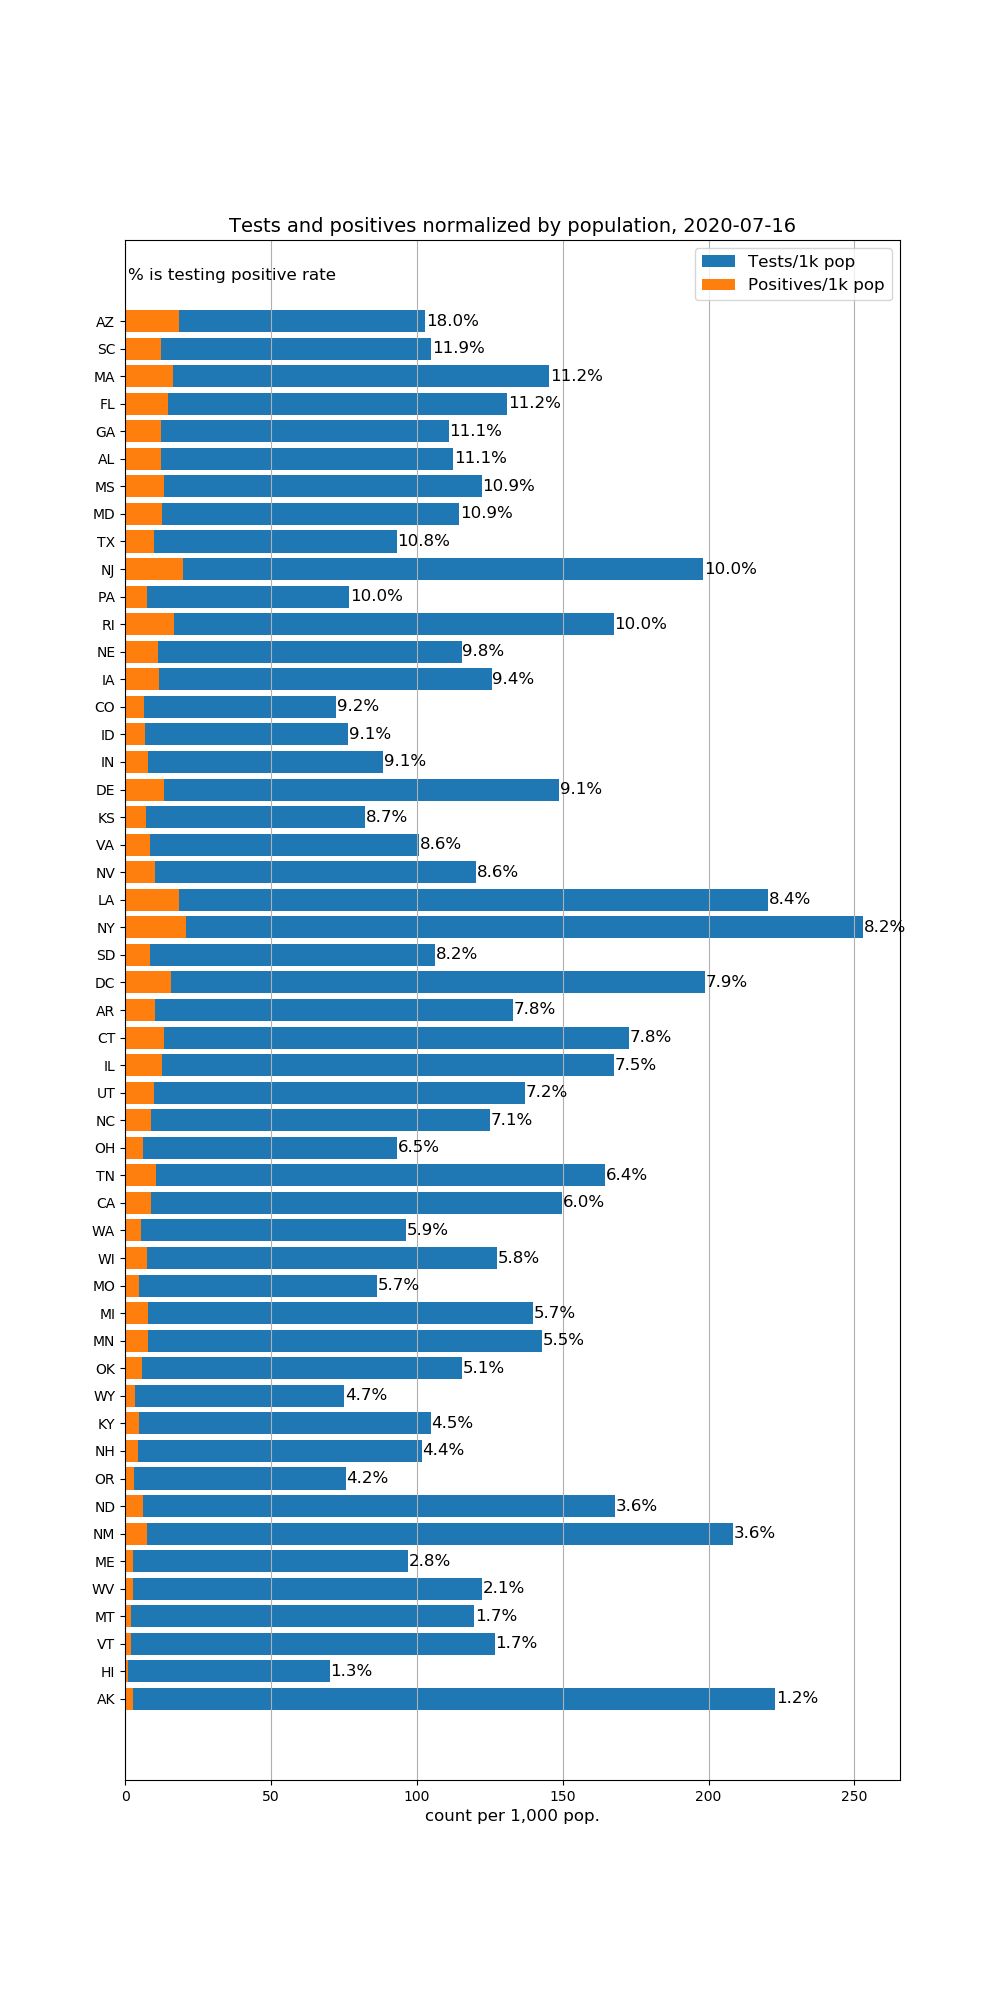 Tests and positives normalized by population, 2020-07-16
% is testing positive rate
Tests/1k pop
Positives/1k pop
AZ 18.0%
SC 11.9%
MA 11.2%
FL 11.2%
GA 11.1%
AL 11.1%
MS 10.9%
MD 10.9%
TX 10.8%
NJ 10.0%
PA 10.0%
RI 10.0%
NE 9.8%
IA 9.4%
CO 9.2%
ID 9.1%
IN 9.1%
DE 9.1%
KS 8.7%
VA 8.6%
NV 8.6%
LA 8.4%
NY 8.2%
SD 8.2%
DC 7.9%
AR 7.8%
CT 7.8%
IL 7.5%
UT 7.2%
NC 7.1%
OH 6.5%
TN 6.4%
CA 6.0%
WA 5.9%
WI 5.8%
MO 5.7%
MI 5.7%
MN 5.5%
OK 5.1%
WY 4.7%
KY 4.5%
NH 4.4%
OR 4.2%
ND 3.6%
NM 3.6%
ME 2.8%
WV 2.1%
MT 1.7%
VT 1.7%
HI 1.3%
AK 1.2%
0 50 100 150 200 250
count per 1,000 pop.